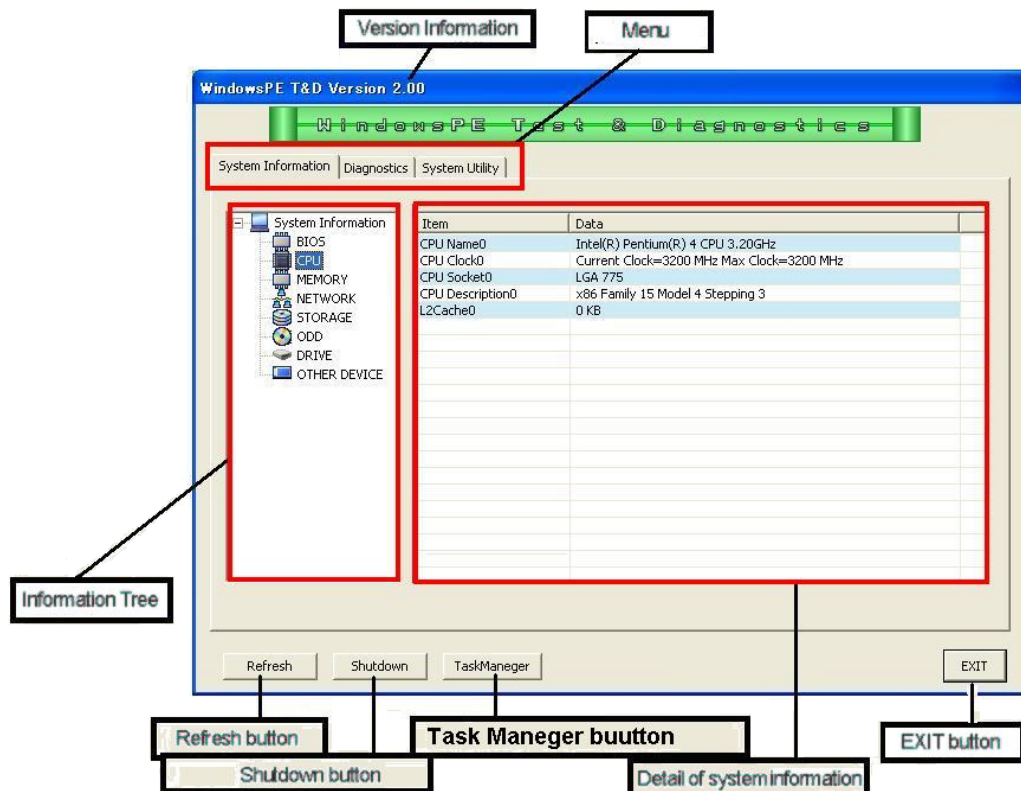 Version Information
Menu
WindowsPE T&D Version 2.00
WindowsPE Test & Diagnostics
System Information
Diagnostics
System Utility
System Information
BIOS
CPU
MEMORY
NETWORK
STORAGE
ODD
DRIVE
OTHER DEVICE
Item Data
CPU Name0 Intel(R) Pentium(R) 4 CPU 3.20GHz
CPU Clock0 Current Clock=3200 MHz Max Clock=3200 MHz
CPU Socket0 LGA 775
CPU Description0 x86 Family 15 Model 4 Stepping 3
L2Cache0 0 KB
Information Tree
Refresh
Shutdown
TaskManeger
EXIT
Refresh button
Task Maneger buutton
EXIT button
Shutdown button
Detail of system information